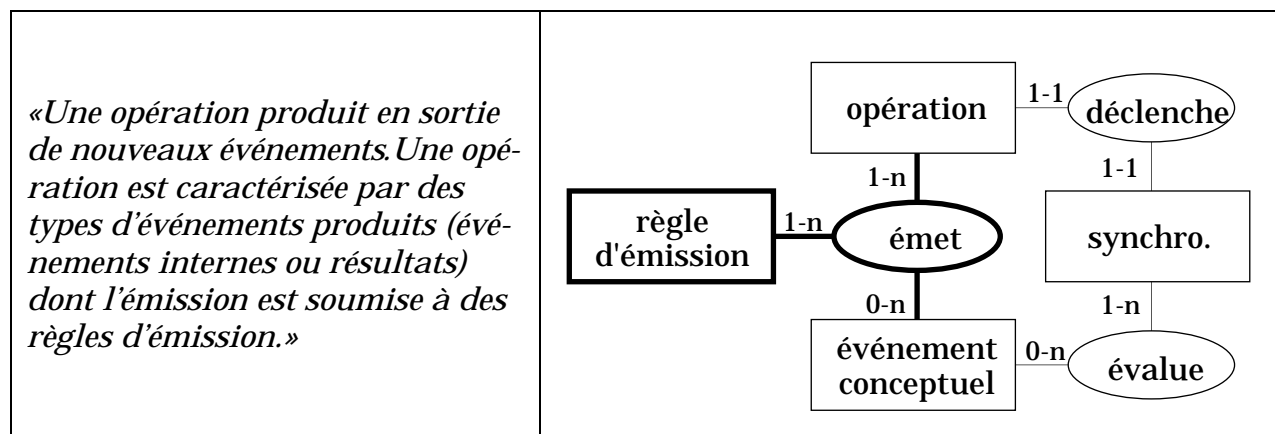 «Une opération produit en sortie
de nouveaux événements.Une opé-
ration est caractérisée par des
types d'événements produits (évé-
nements internes ou résultats)
dont l'émission est soumise à des
règles d'émission.»
opération
1-1
déclenche
1-n
1-1
règle
d'émission
1-n
émet
synchro.
0-n
1-n
événement
conceptuel
0-n
évalue